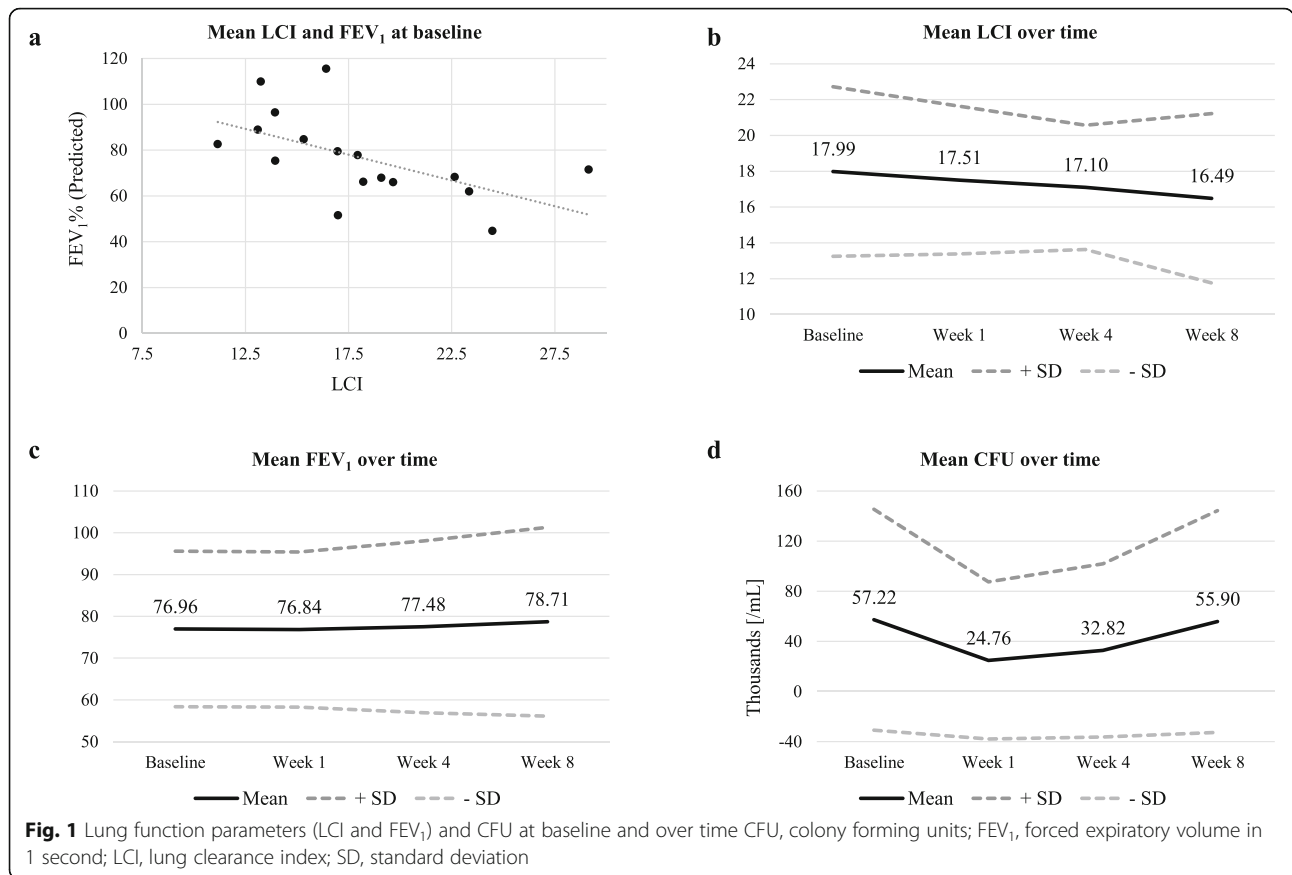 a
Mean LCI and FEV₁ at baseline
120
100
80
60
40
20
0
FEV₁% (Predicted)
7.5 12.5 17.5 22.5 27.5
LCI
b
Mean LCI over time
24
22
20
18
16
14
12
10
17.99 17.51 17.10 16.49
Baseline Week 1 Week 4 Week 8
Mean + SD - SD
c
Mean FEV₁ over time
110
100
90
80
70
60
50
76.96 76.84 77.48 78.71
Baseline Week 1 Week 4 Week 8
Mean + SD - SD
d
Mean CFU over time
160
120
80
40
0
-40
Thousands [/mL]
57.22 24.76 32.82 55.90
Baseline Week 1 Week 4 Week 8
Mean + SD - SD
Fig. 1 Lung function parameters (LCI and FEV₁) and CFU at baseline and over time CFU, colony forming units; FEV₁, forced expiratory volume in
1 second; LCI, lung clearance index; SD, standard deviation